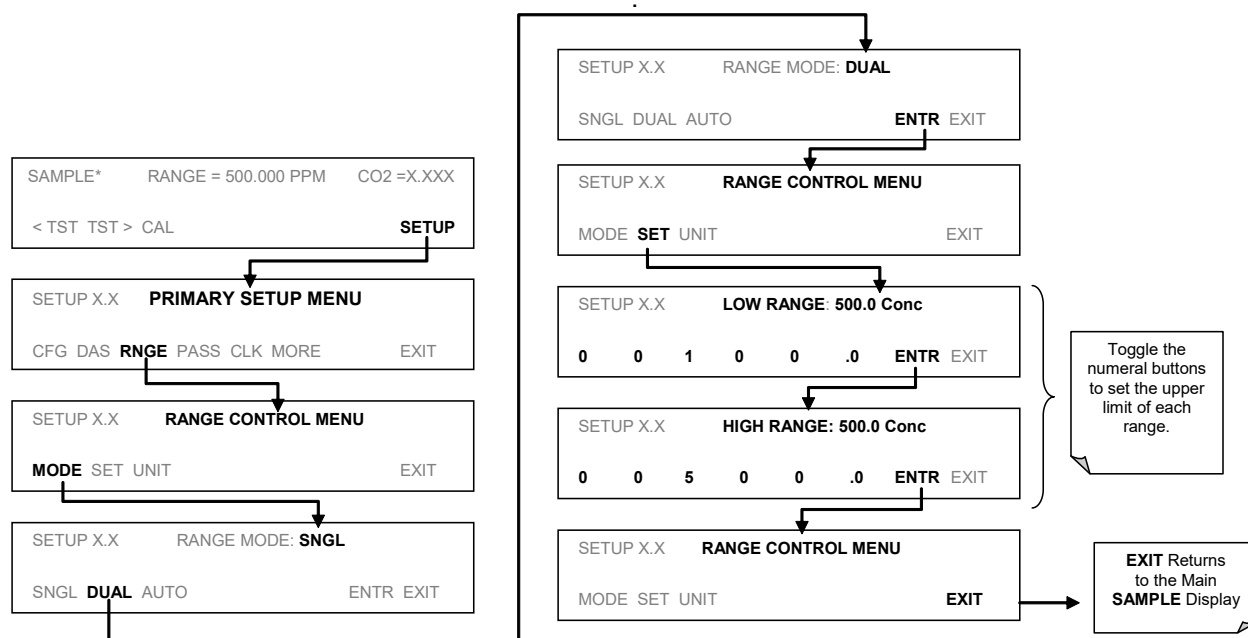 SAMPLE* RANGE = 500.000 PPM CO2 =X.XXX
< TST TST > CAL SETUP
SETUP X.X PRIMARY SETUP MENU
CFG DAS RNGE PASS CLK MORE EXIT
SETUP X.X RANGE CONTROL MENU
MODE SET UNIT EXIT
SETUP X.X RANGE MODE: SNGL
SNGL DUAL AUTO ENTR EXIT
SETUP X.X RANGE MODE: DUAL
SNGL DUAL AUTO ENTR EXIT
SETUP X.X RANGE CONTROL MENU
MODE SET UNIT EXIT
SETUP X.X LOW RANGE: 500.0 Conc
0 0 1 0 0 .0 ENTR EXIT
SETUP X.X HIGH RANGE: 500.0 Conc
0 0 5 0 0 .0 ENTR EXIT
Toggle the
numeral buttons
to set the upper
limit of each
range.
SETUP X.X RANGE CONTROL MENU
MODE SET UNIT EXIT
EXIT Returns
to the Main
SAMPLE Display